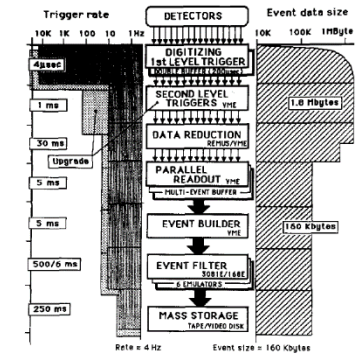 Trigger rate
DETECTORS
Event data size
10K 1K 100 10 1Hz
10K 100K 1MByte
DIGITIZING
1st LEVEL TRIGGER
4µsec
SECOND LEVEL
TRIGGERS VME
1 ms
1.8 Mbytes
DATA REDUCTION
REMUS/VME
30 ms
Upgrade
PARALLEL
READOUT VME
MULTI-EVENT BUFFER
5 ms
EVENT BUILDER
VME
5 ms
160 Kbytes
EVENT FILTER
3081E/168E
6 EMULATORS
500/6 ms
MASS STORAGE
TAPE/VIDEO DISK
250 ms
Rate = 4 Hz
Event size = 160 Kbytes